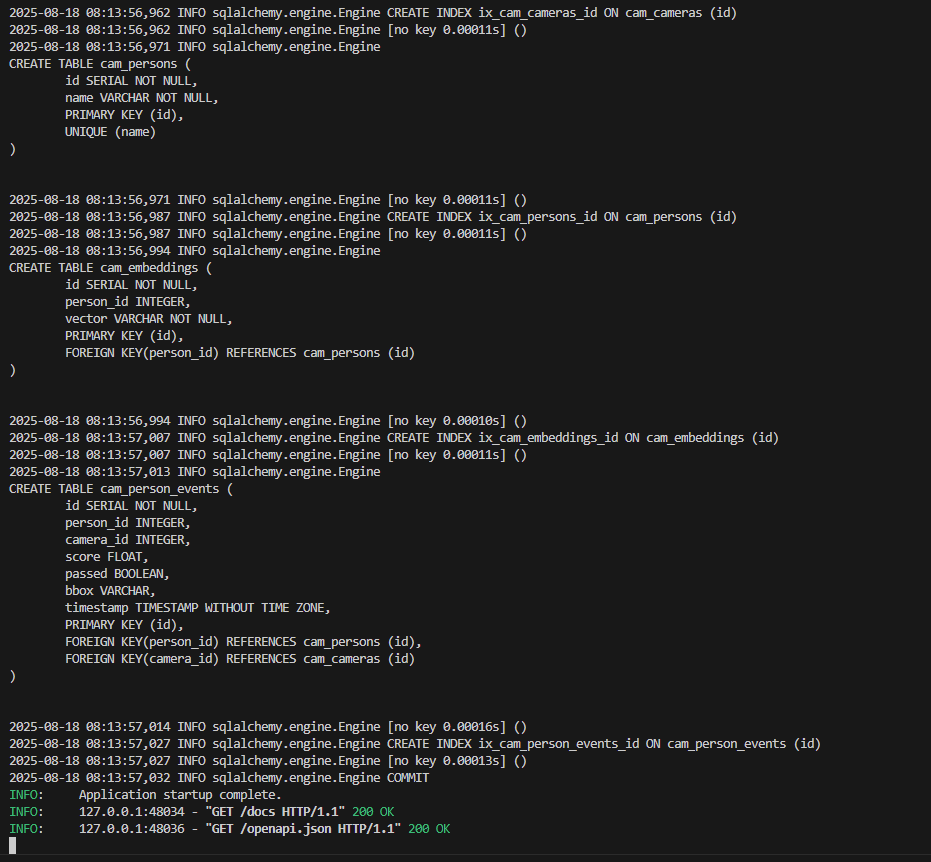 2025-08-18 08:13:56,962 INFO sqlalchemy.engine.Engine CREATE INDEX ix_cam_cameras_id ON cam_cameras (id)
2025-08-18 08:13:56,962 INFO sqlalchemy.engine.Engine [no key 0.00011s] ()
2025-08-18 08:13:56,971 INFO sqlalchemy.engine.Engine
CREATE TABLE cam_persons (
        id SERIAL NOT NULL,
        name VARCHAR NOT NULL,
        PRIMARY KEY (id),
        UNIQUE (name)
)
2025-08-18 08:13:56,971 INFO sqlalchemy.engine.Engine [no key 0.00011s] ()
2025-08-18 08:13:56,987 INFO sqlalchemy.engine.Engine CREATE INDEX ix_cam_persons_id ON cam_persons (id)
2025-08-18 08:13:56,987 INFO sqlalchemy.engine.Engine [no key 0.00011s] ()
2025-08-18 08:13:56,994 INFO sqlalchemy.engine.Engine
CREATE TABLE cam_embeddings (
        id SERIAL NOT NULL,
        person_id INTEGER,
        vector VARCHAR NOT NULL,
        PRIMARY KEY (id),
        FOREIGN KEY(person_id) REFERENCES cam_persons (id)
)
2025-08-18 08:13:56,994 INFO sqlalchemy.engine.Engine [no key 0.00010s] ()
2025-08-18 08:13:57,007 INFO sqlalchemy.engine.Engine CREATE INDEX ix_cam_embeddings_id ON cam_embeddings (id)
2025-08-18 08:13:57,007 INFO sqlalchemy.engine.Engine [no key 0.00011s] ()
2025-08-18 08:13:57,013 INFO sqlalchemy.engine.Engine
CREATE TABLE cam_person_events (
        id SERIAL NOT NULL,
        person_id INTEGER,
        camera_id INTEGER,
        score FLOAT,
        passed BOOLEAN,
        bbox VARCHAR,
        timestamp TIMESTAMP WITHOUT TIME ZONE,
        PRIMARY KEY (id),
        FOREIGN KEY(person_id) REFERENCES cam_persons (id),
        FOREIGN KEY(camera_id) REFERENCES cam_cameras (id)
)
2025-08-18 08:13:57,014 INFO sqlalchemy.engine.Engine [no key 0.00016s] ()
2025-08-18 08:13:57,027 INFO sqlalchemy.engine.Engine CREATE INDEX ix_cam_person_events_id ON cam_person_events (id)
2025-08-18 08:13:57,027 INFO sqlalchemy.engine.Engine [no key 0.00013s] ()
2025-08-18 08:13:57,032 INFO sqlalchemy.engine.Engine COMMIT
INFO:     Application startup complete.
INFO:     127.0.0.1:48034 - "GET /docs HTTP/1.1" 200 OK
INFO:     127.0.0.1:48036 - "GET /openapi.json HTTP/1.1" 200 OK